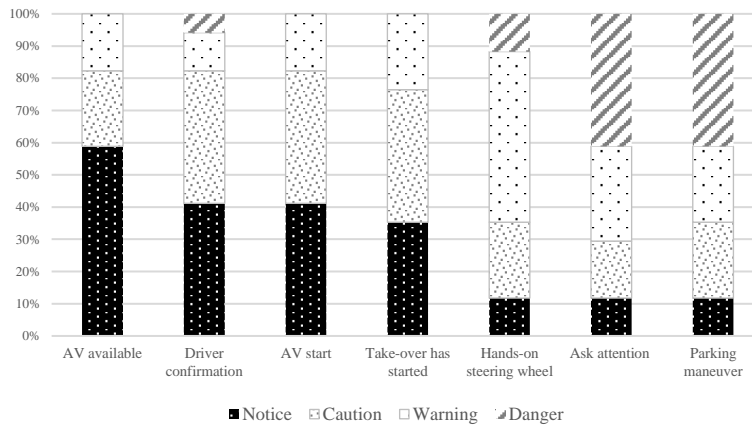 100%
90%
80%
70%
60%
50%
40%
30%
20%
10%
0%
AV available
Driver
confirmation
AV start
Take-over has
started
Hands-on
steering wheel
Ask attention
Parking
maneuver
Notice Caution Warning Danger